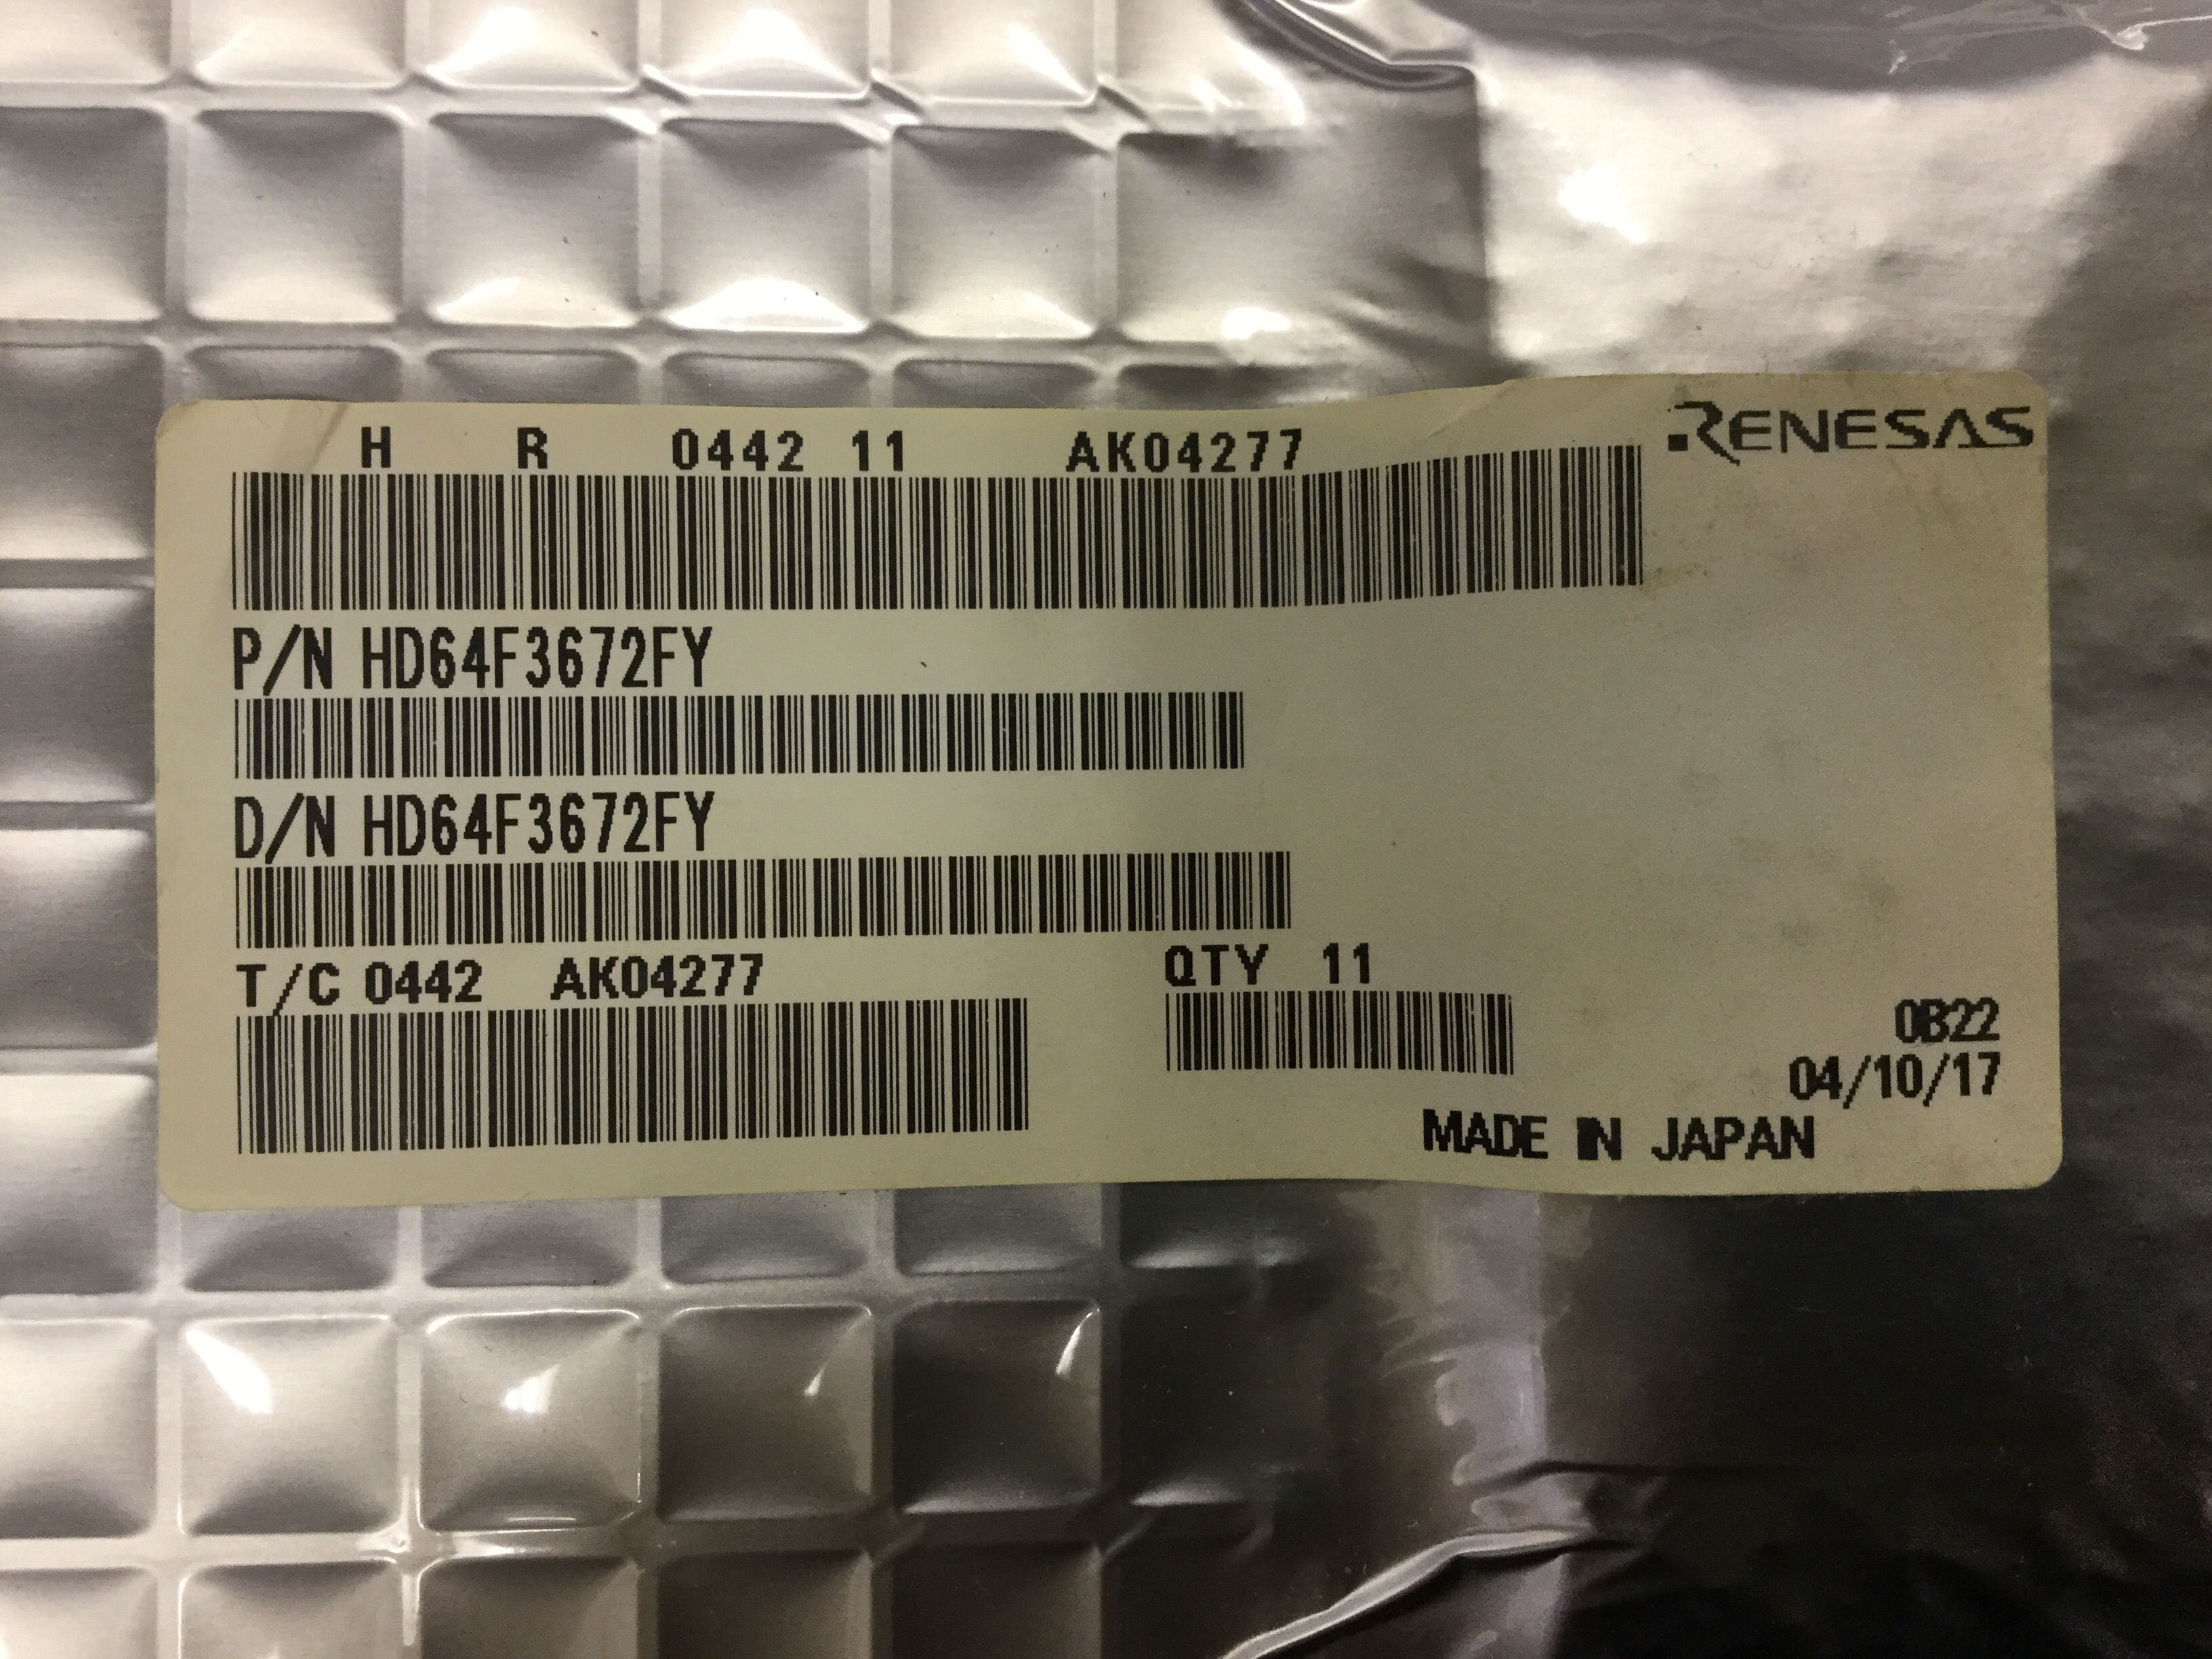 H R 0442 11 AK04277
RENESAS
P/N HD64F3672FY
D/N HD64F3672FY
T/C 0442 AK04277
QTY 11
0B22
04/10/17
MADE IN JAPAN